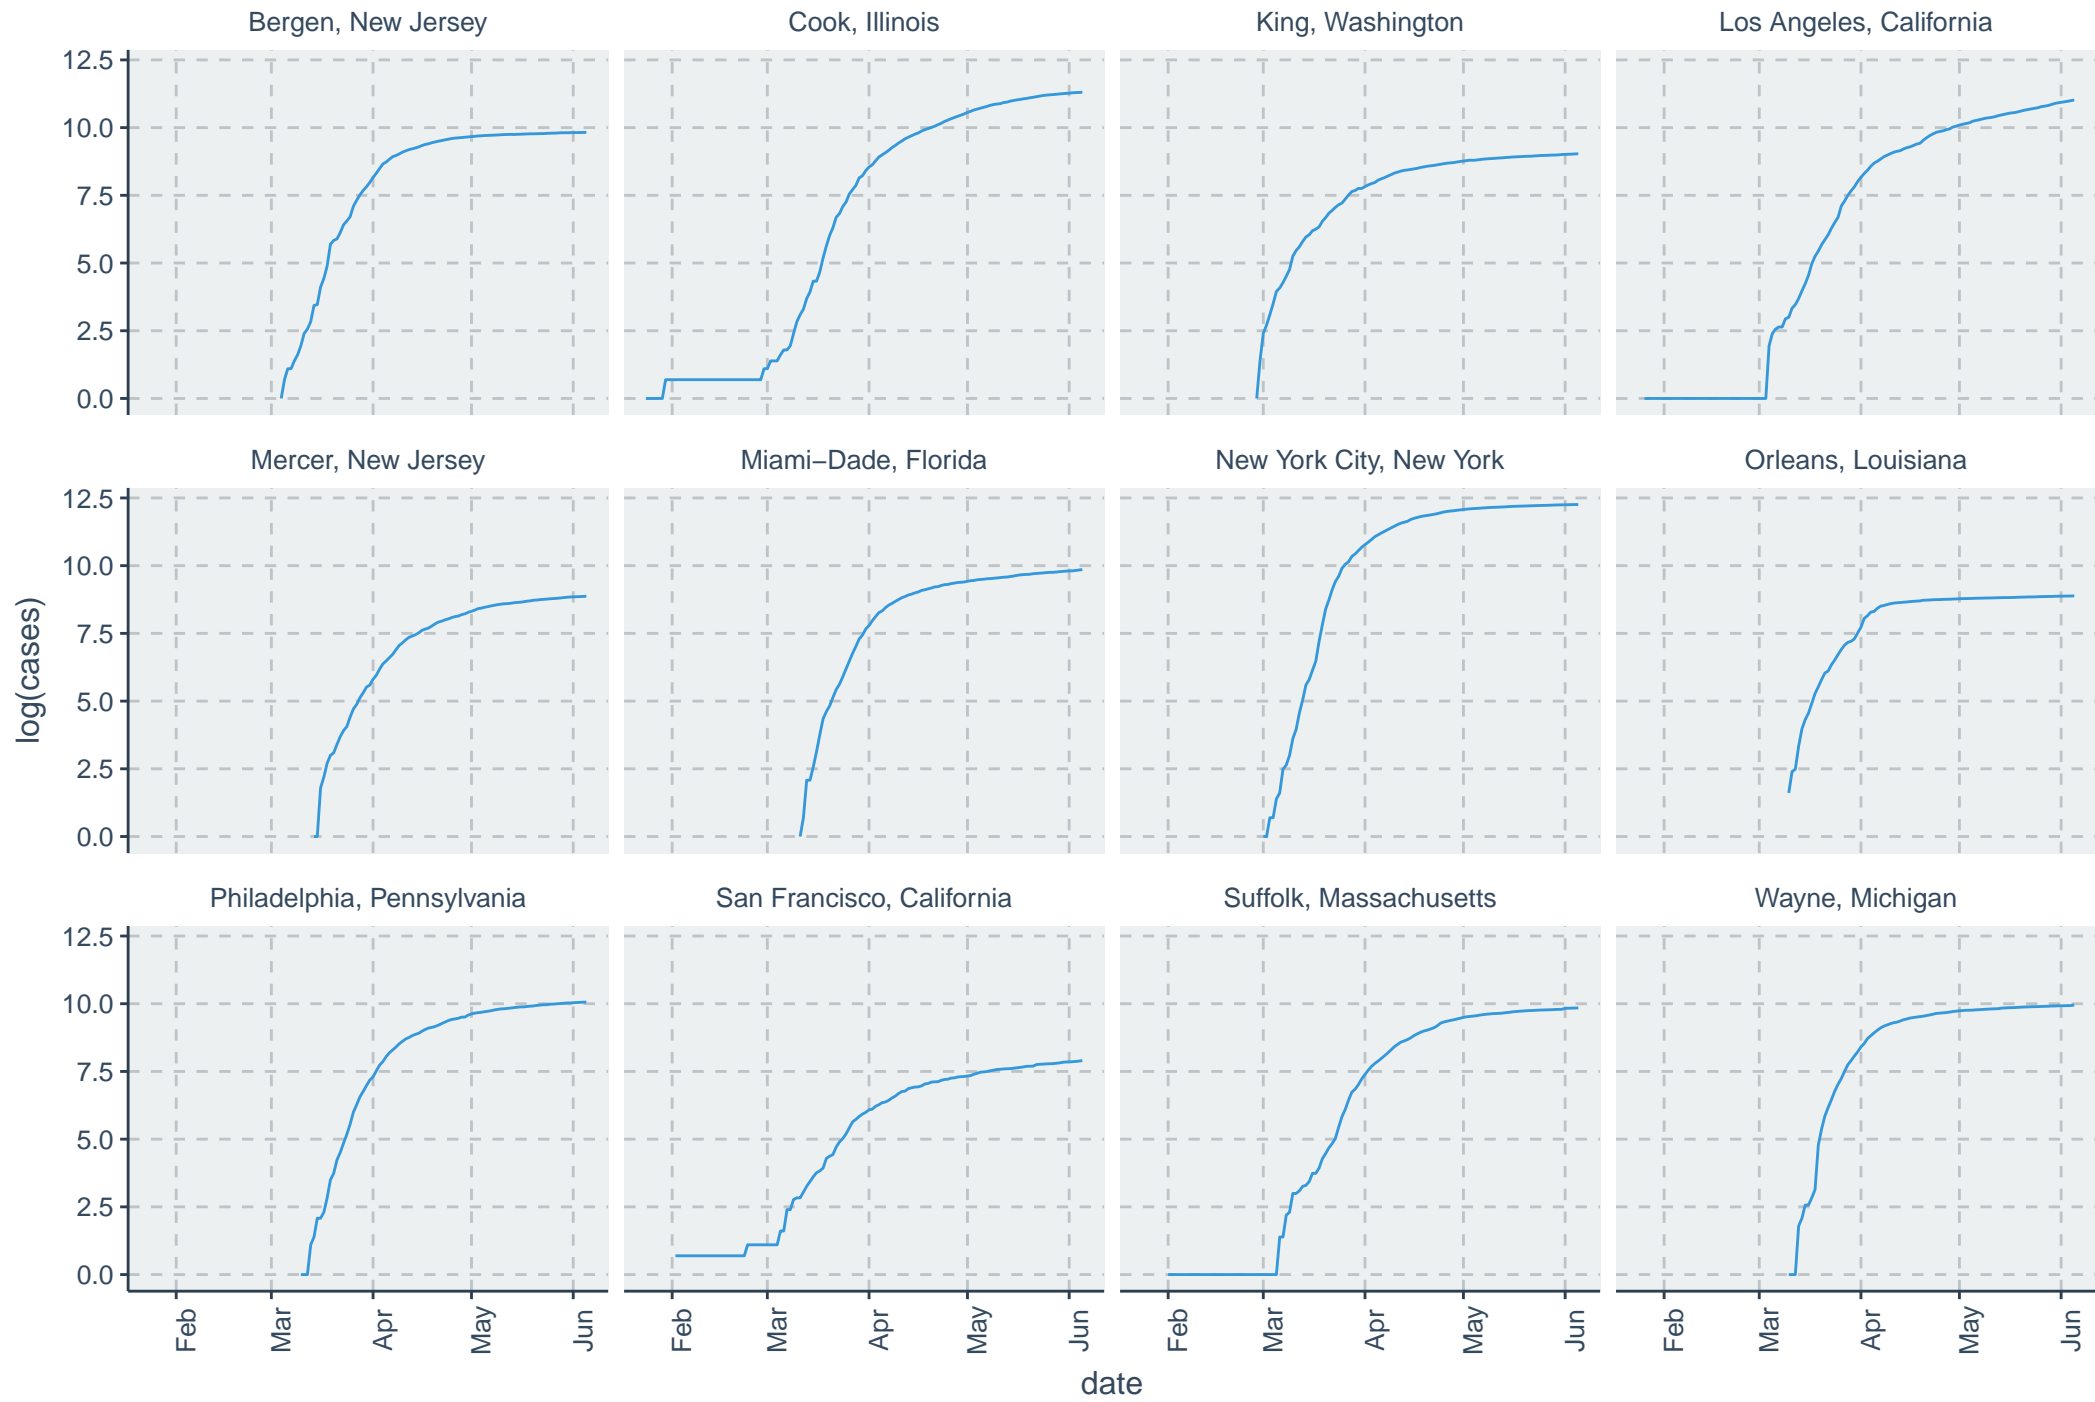 Bergen, New Jersey
Cook, Illinois
King, Washington
Los Angeles, California
12.5
10.0
7.5
5.0
2.5
0.0
Mercer, New Jersey
Miami−Dade, Florida
New York City, New York
Orleans, Louisiana
12.5
10.0
7.5
5.0
2.5
0.0
log(cases)
Philadelphia, Pennsylvania
San Francisco, California
Suffolk, Massachusetts
Wayne, Michigan
12.5
10.0
7.5
5.0
2.5
0.0
Feb
Mar
Apr
May
Jun
Feb
Mar
Apr
May
Jun
Feb
Mar
Apr
May
Jun
Feb
Mar
Apr
May
Jun
date